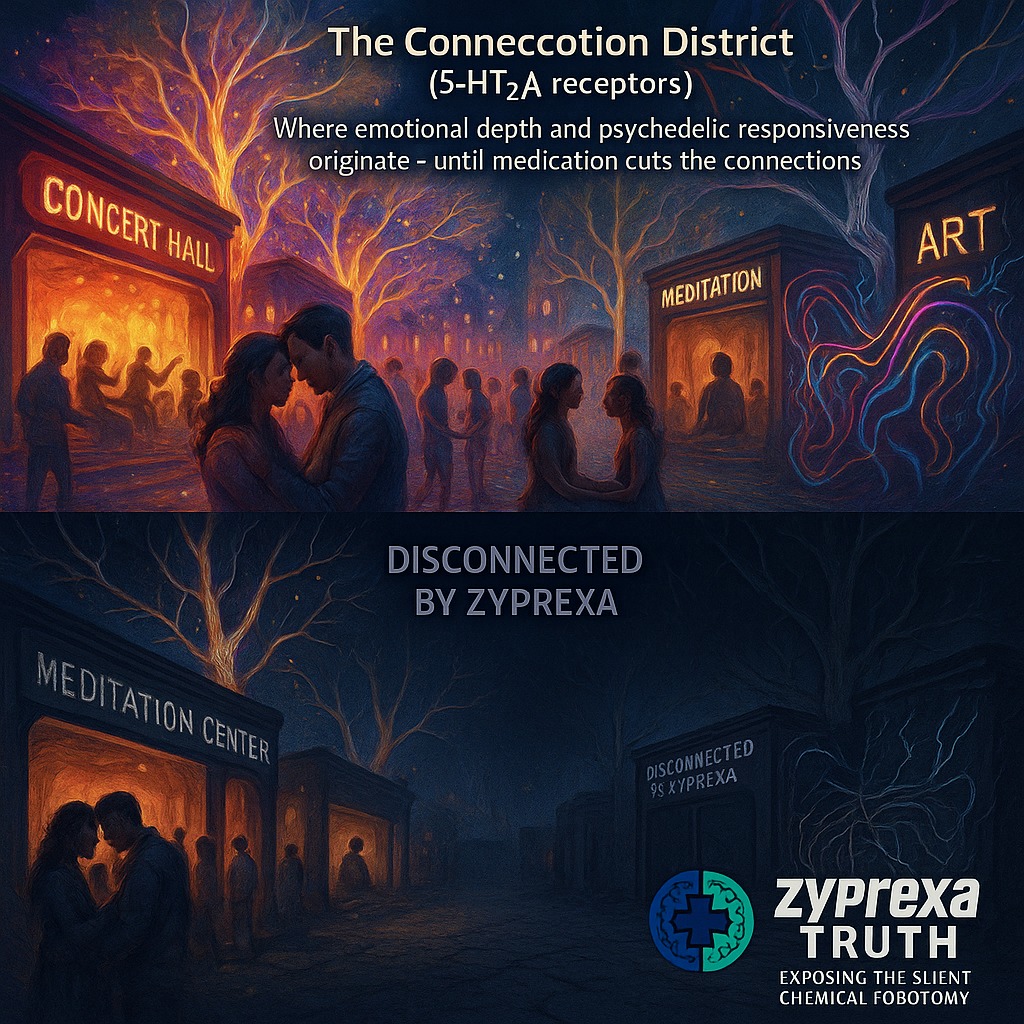 The Conneccotion District
(5-HT₂A receptors)
Where emotional depth and psychedelic responsiveness
originate - until medication cuts the connections
CONCERT HALL
MEDITATION
ART
DISCONNECTED
BY ZYPREXA
MEDITATION CENTER
DISCONNECTED
9S XYPREXA
zyprexa
TRUTH
EXPOSING THE SLIENT
CHEMICAL FOBOTOMY